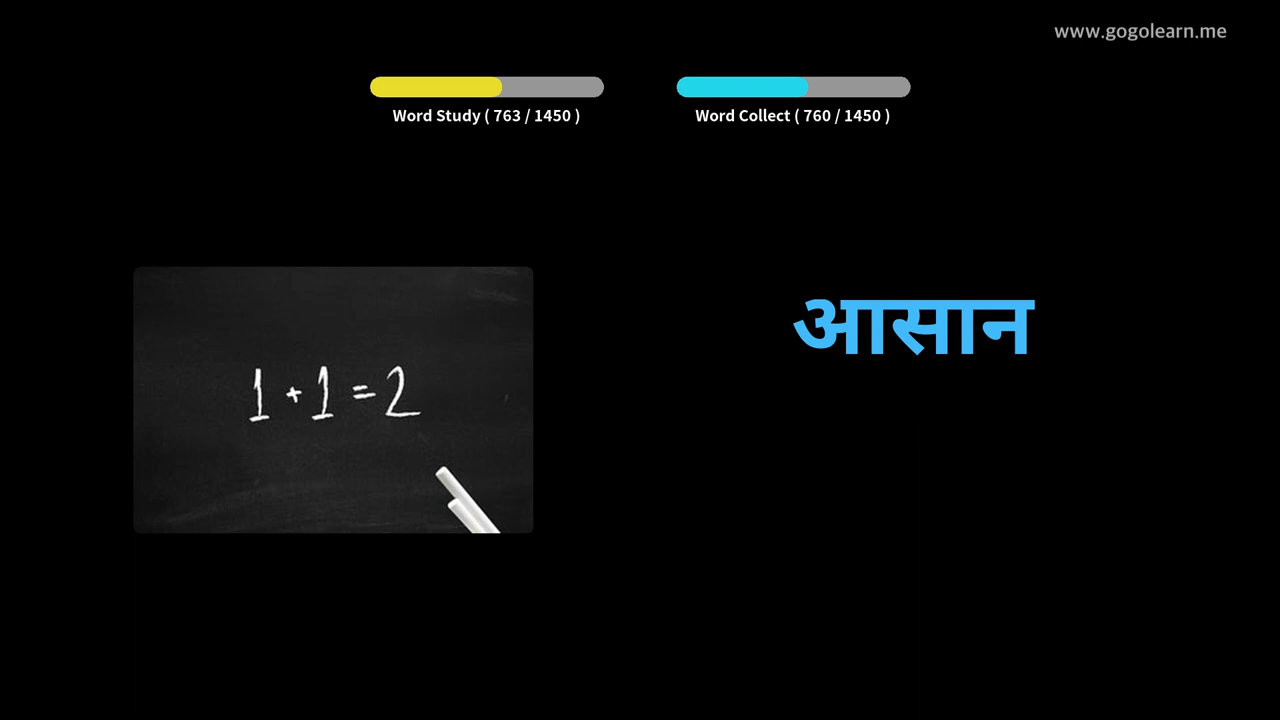 www.gogolearn.me
Word Study ( 763 / 1450 )
Word Collect ( 760 / 1450 )
1 + 1 = 2
आसान